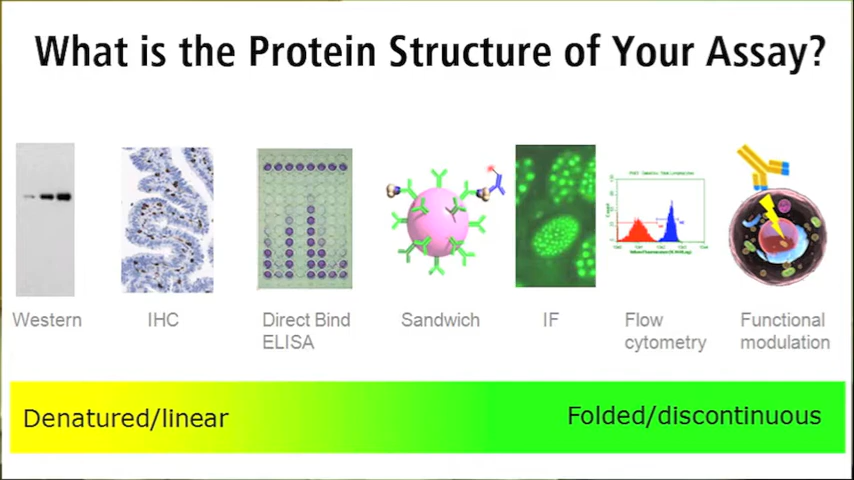 What is the Protein Structure of Your Assay?
Western
IHC
Direct Bind
ELISA
Sandwich
IF
Flow
cytometry
Functional
modulation
Denatured/linear
Folded/discontinuous